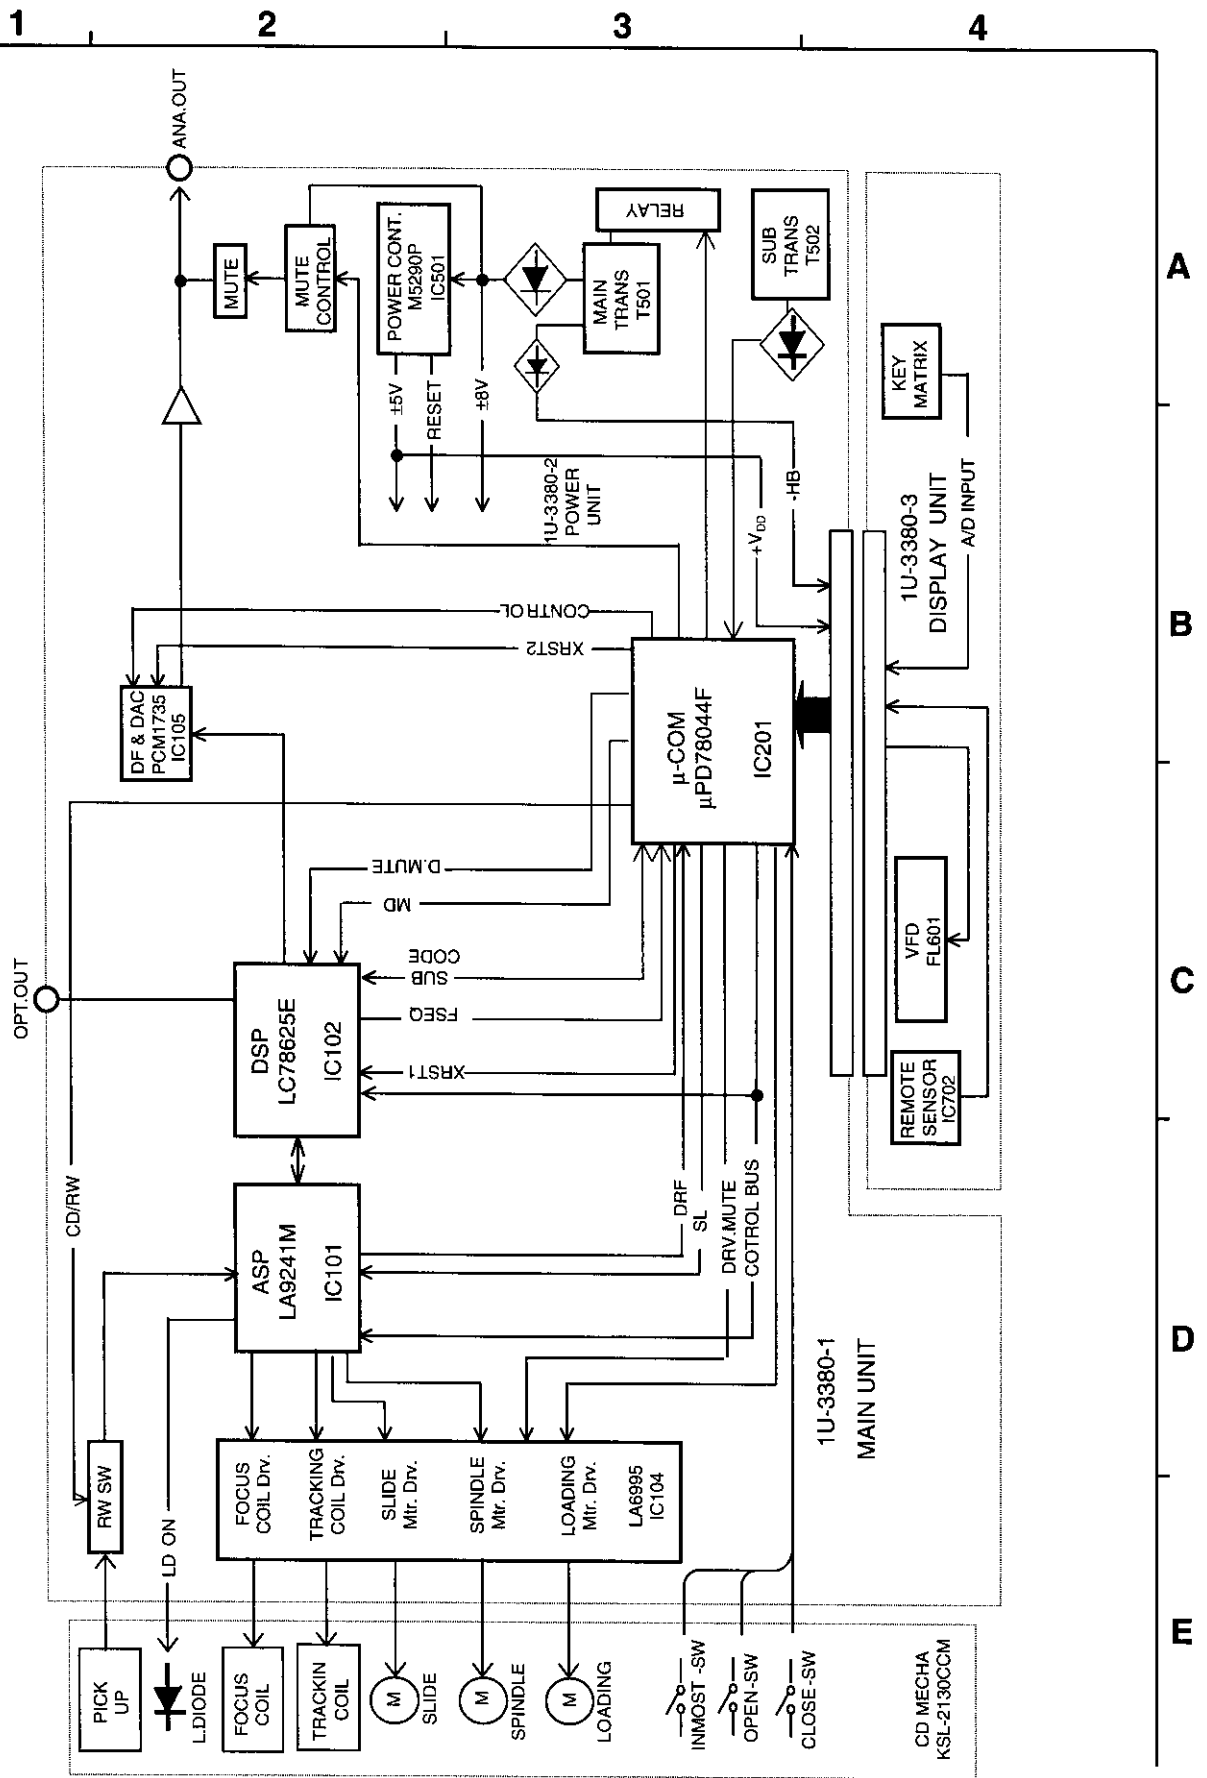 1
2
3
4
A
B
C
D
E
ANA.OUT
OPT.OUT
MUTE
MUTE
CONTROL
POWER CONT.
M5290P
IC501
RELAY
MAIN
TRANS
T501
SUB
TRANS
T502
KEY
MATRIX
±5V
RESET
±8V
1U-3380-2
POWER
UNIT
+VDD
-HB
A/D INPUT
1U-3380-3
DISPLAY UNIT
DF & DAC
PCM1735
IC105
CONTROL
XRST2
µ-COM
µPD78044F
IC201
D.MUTE
MD
SUB
CODE
FSEQ
XRST1
DSP
LC78625E
IC102
VFD
FL601
REMOTE
SENSOR
IC702
CD/RW
ASP
LA9241M
IC101
DRF
SL
DRV.MUTE
COTROL BUS
1U-3380-1
MAIN UNIT
RW SW
LD ON
FOCUS
COIL Drv.
TRACKING
COIL Drv.
SLIDE
Mtr. Drv.
SPINDLE
Mtr. Drv.
LOADING
Mtr. Drv.
LA6995
IC104
PICK
UP
L.DIODE
FOCUS
COIL
TRACKIN
COIL
M
SLIDE
M
SPINDLE
M
LOADING
INMOST -SW
OPEN-SW
CLOSE-SW
CD MECHA
KSL-2130CCM